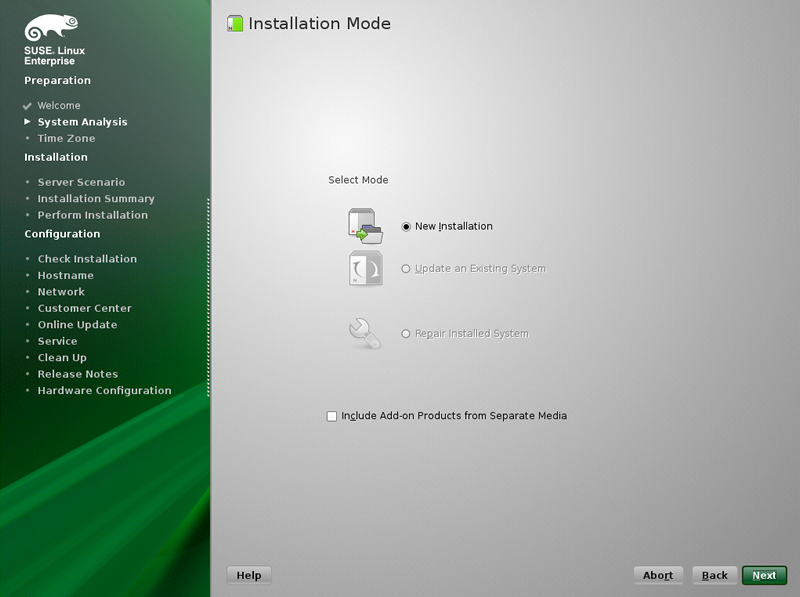 SUSE® Linux
Enterprise
Preparation
Welcome
System Analysis
Time Zone
Installation
Server Scenario
Installation Summary
Perform Installation
Configuration
Check Installation
Hostname
Network
Customer Center
Online Update
Service
Clean Up
Release Notes
Hardware Configuration
Installation Mode
Select Mode
New Installation
Update an Existing System
Repair Installed System
Include Add-on Products from Separate Media
Help
Abort
Back
Next